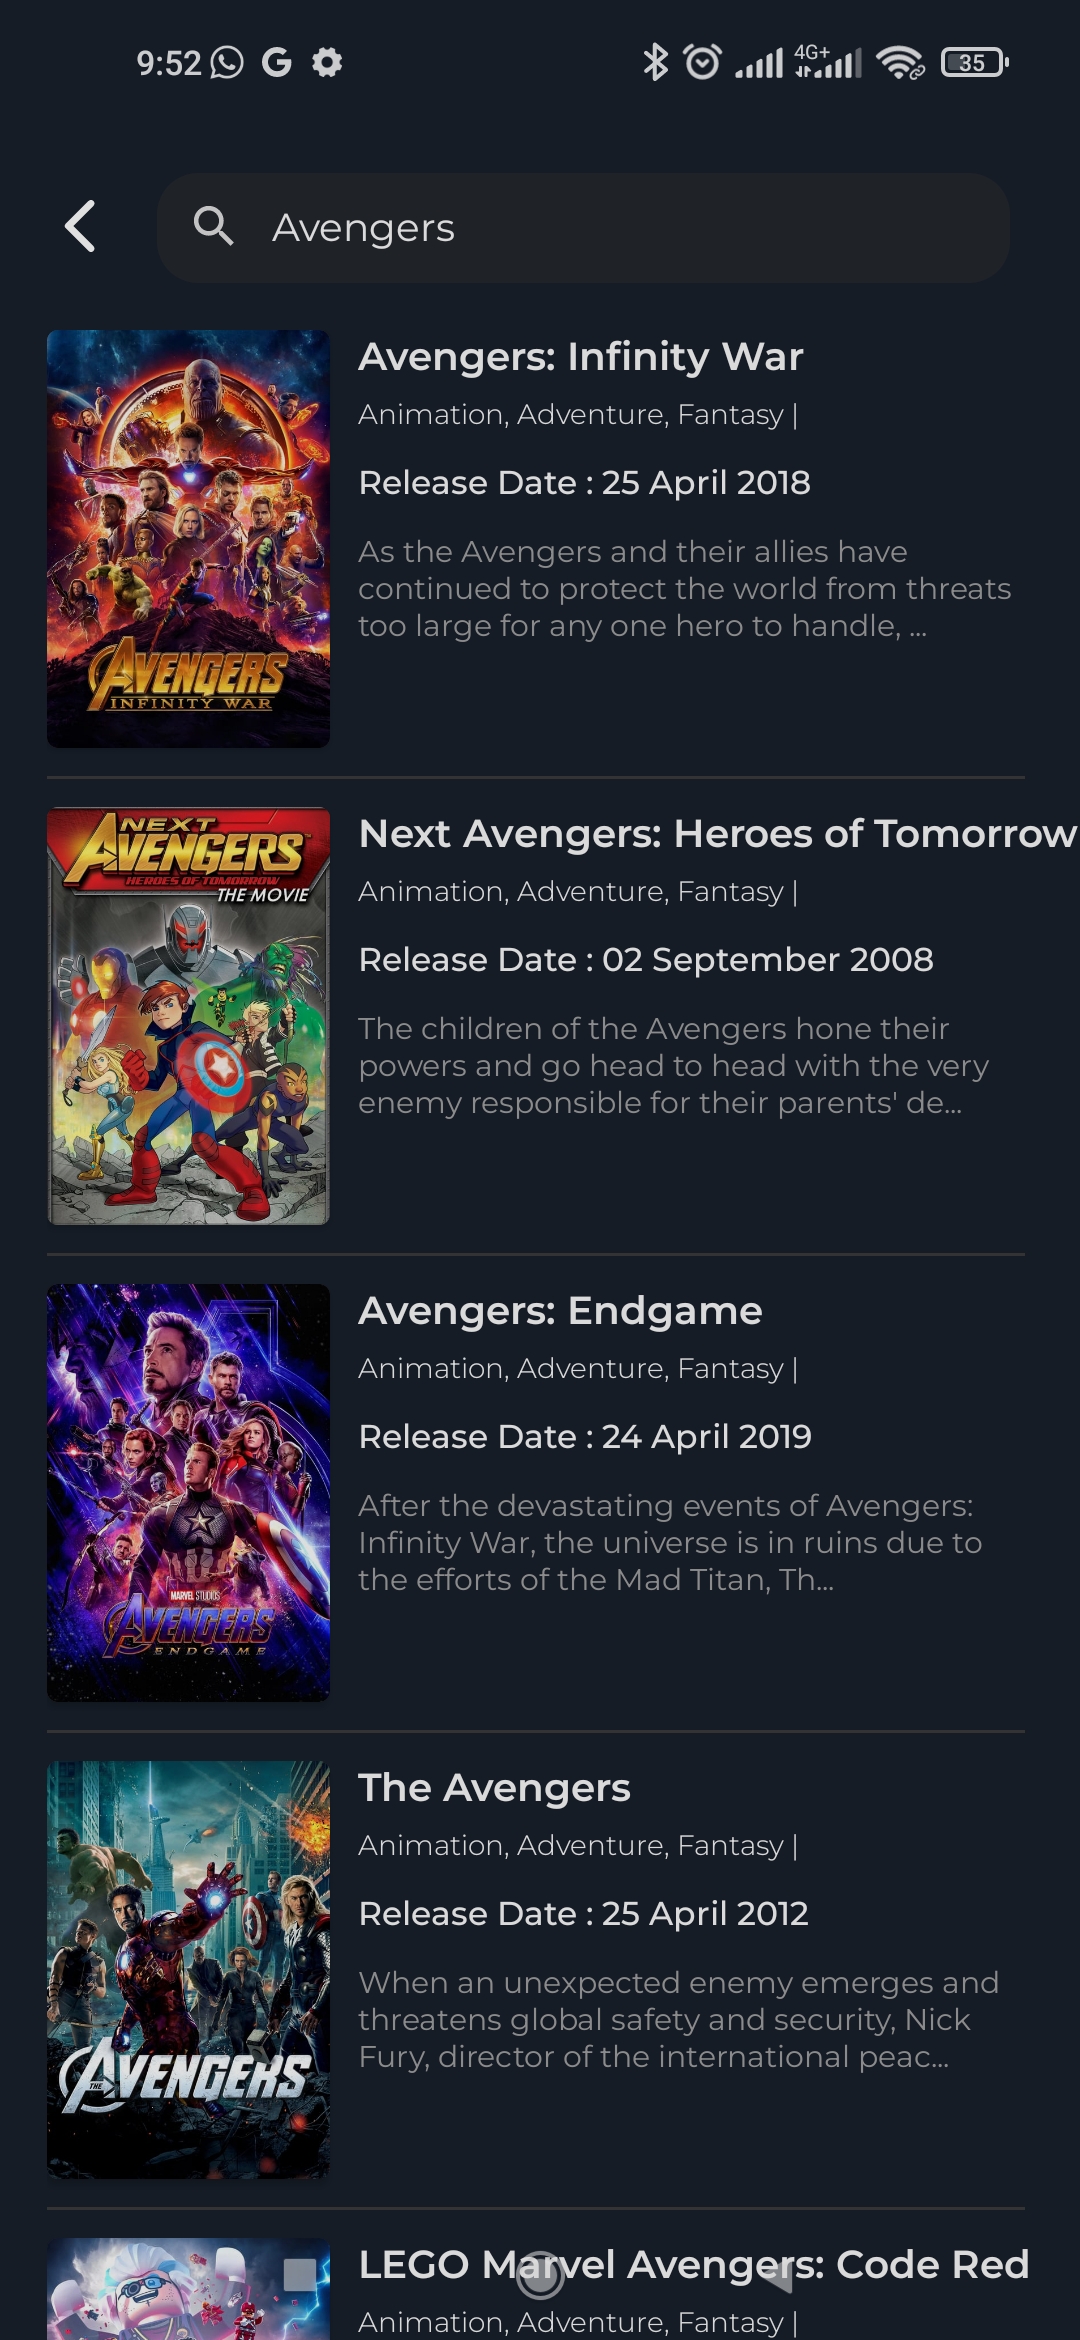 9:52
4G+
35
Avengers
Avengers: Infinity War
Animation, Adventure, Fantasy |
Release Date : 25 April 2018
As the Avengers and their allies have
continued to protect the world from threats
too large for any one hero to handle, ...
AVENGERS
INFINITY WAR
Next Avengers: Heroes of Tomorrow
Animation, Adventure, Fantasy |
Release Date : 02 September 2008
The children of the Avengers hone their
powers and go head to head with the very
enemy responsible for their parents' de...
NEXT
AVENGERS
HEROES OF TOMORROW
THE MOVIE
Avengers: Endgame
Animation, Adventure, Fantasy |
Release Date : 24 April 2019
After the devastating events of Avengers:
Infinity War, the universe is in ruins due to
the efforts of the Mad Titan, Th...
MARVEL STUDIOS
AVENGERS
ENDGAME
The Avengers
Animation, Adventure, Fantasy |
Release Date : 25 April 2012
When an unexpected enemy emerges and
threatens global safety and security, Nick
Fury, director of the international peac...
THE AVENGERS
LEGO Marvel Avengers: Code Red
Animation, Adventure, Fantasy |